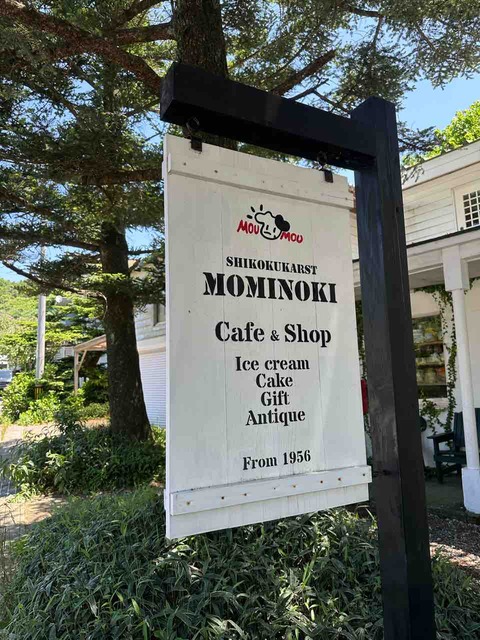 MOU MOU
SHIKOKUKARST
MOMINOKI
Cafe & Shop
Ice cream
Cake
Gift
Antique
From 1956